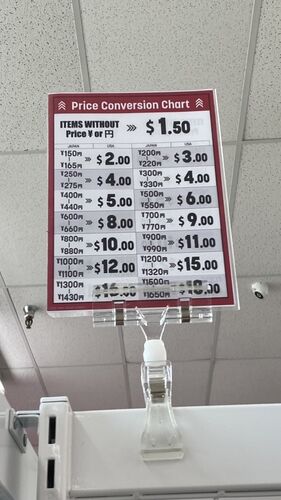 Price Conversion Chart
ITEMS WITHOUT
Price ¥ or 円 $1.50
JAPAN USA JAPAN USA
¥150円 ¥165円 $2.00 ¥200円 ¥220円 $3.00
¥250円 ¥275円 $4.00 ¥300円 ¥330円 $4.00
¥400円 ¥440円 $5.00 ¥500円 ¥550円 $6.00
¥600円 ¥660円 $8.00 ¥700円 ¥770円 $9.00
¥800円 ¥880円 $10.00 ¥900円 ¥990円 $11.00
¥1000円 ¥1100円 $12.00 ¥1200円 ¥1320円 $15.00
¥1300円 ¥1430円 $16.00 ¥1500円 ¥1650円 $18.00